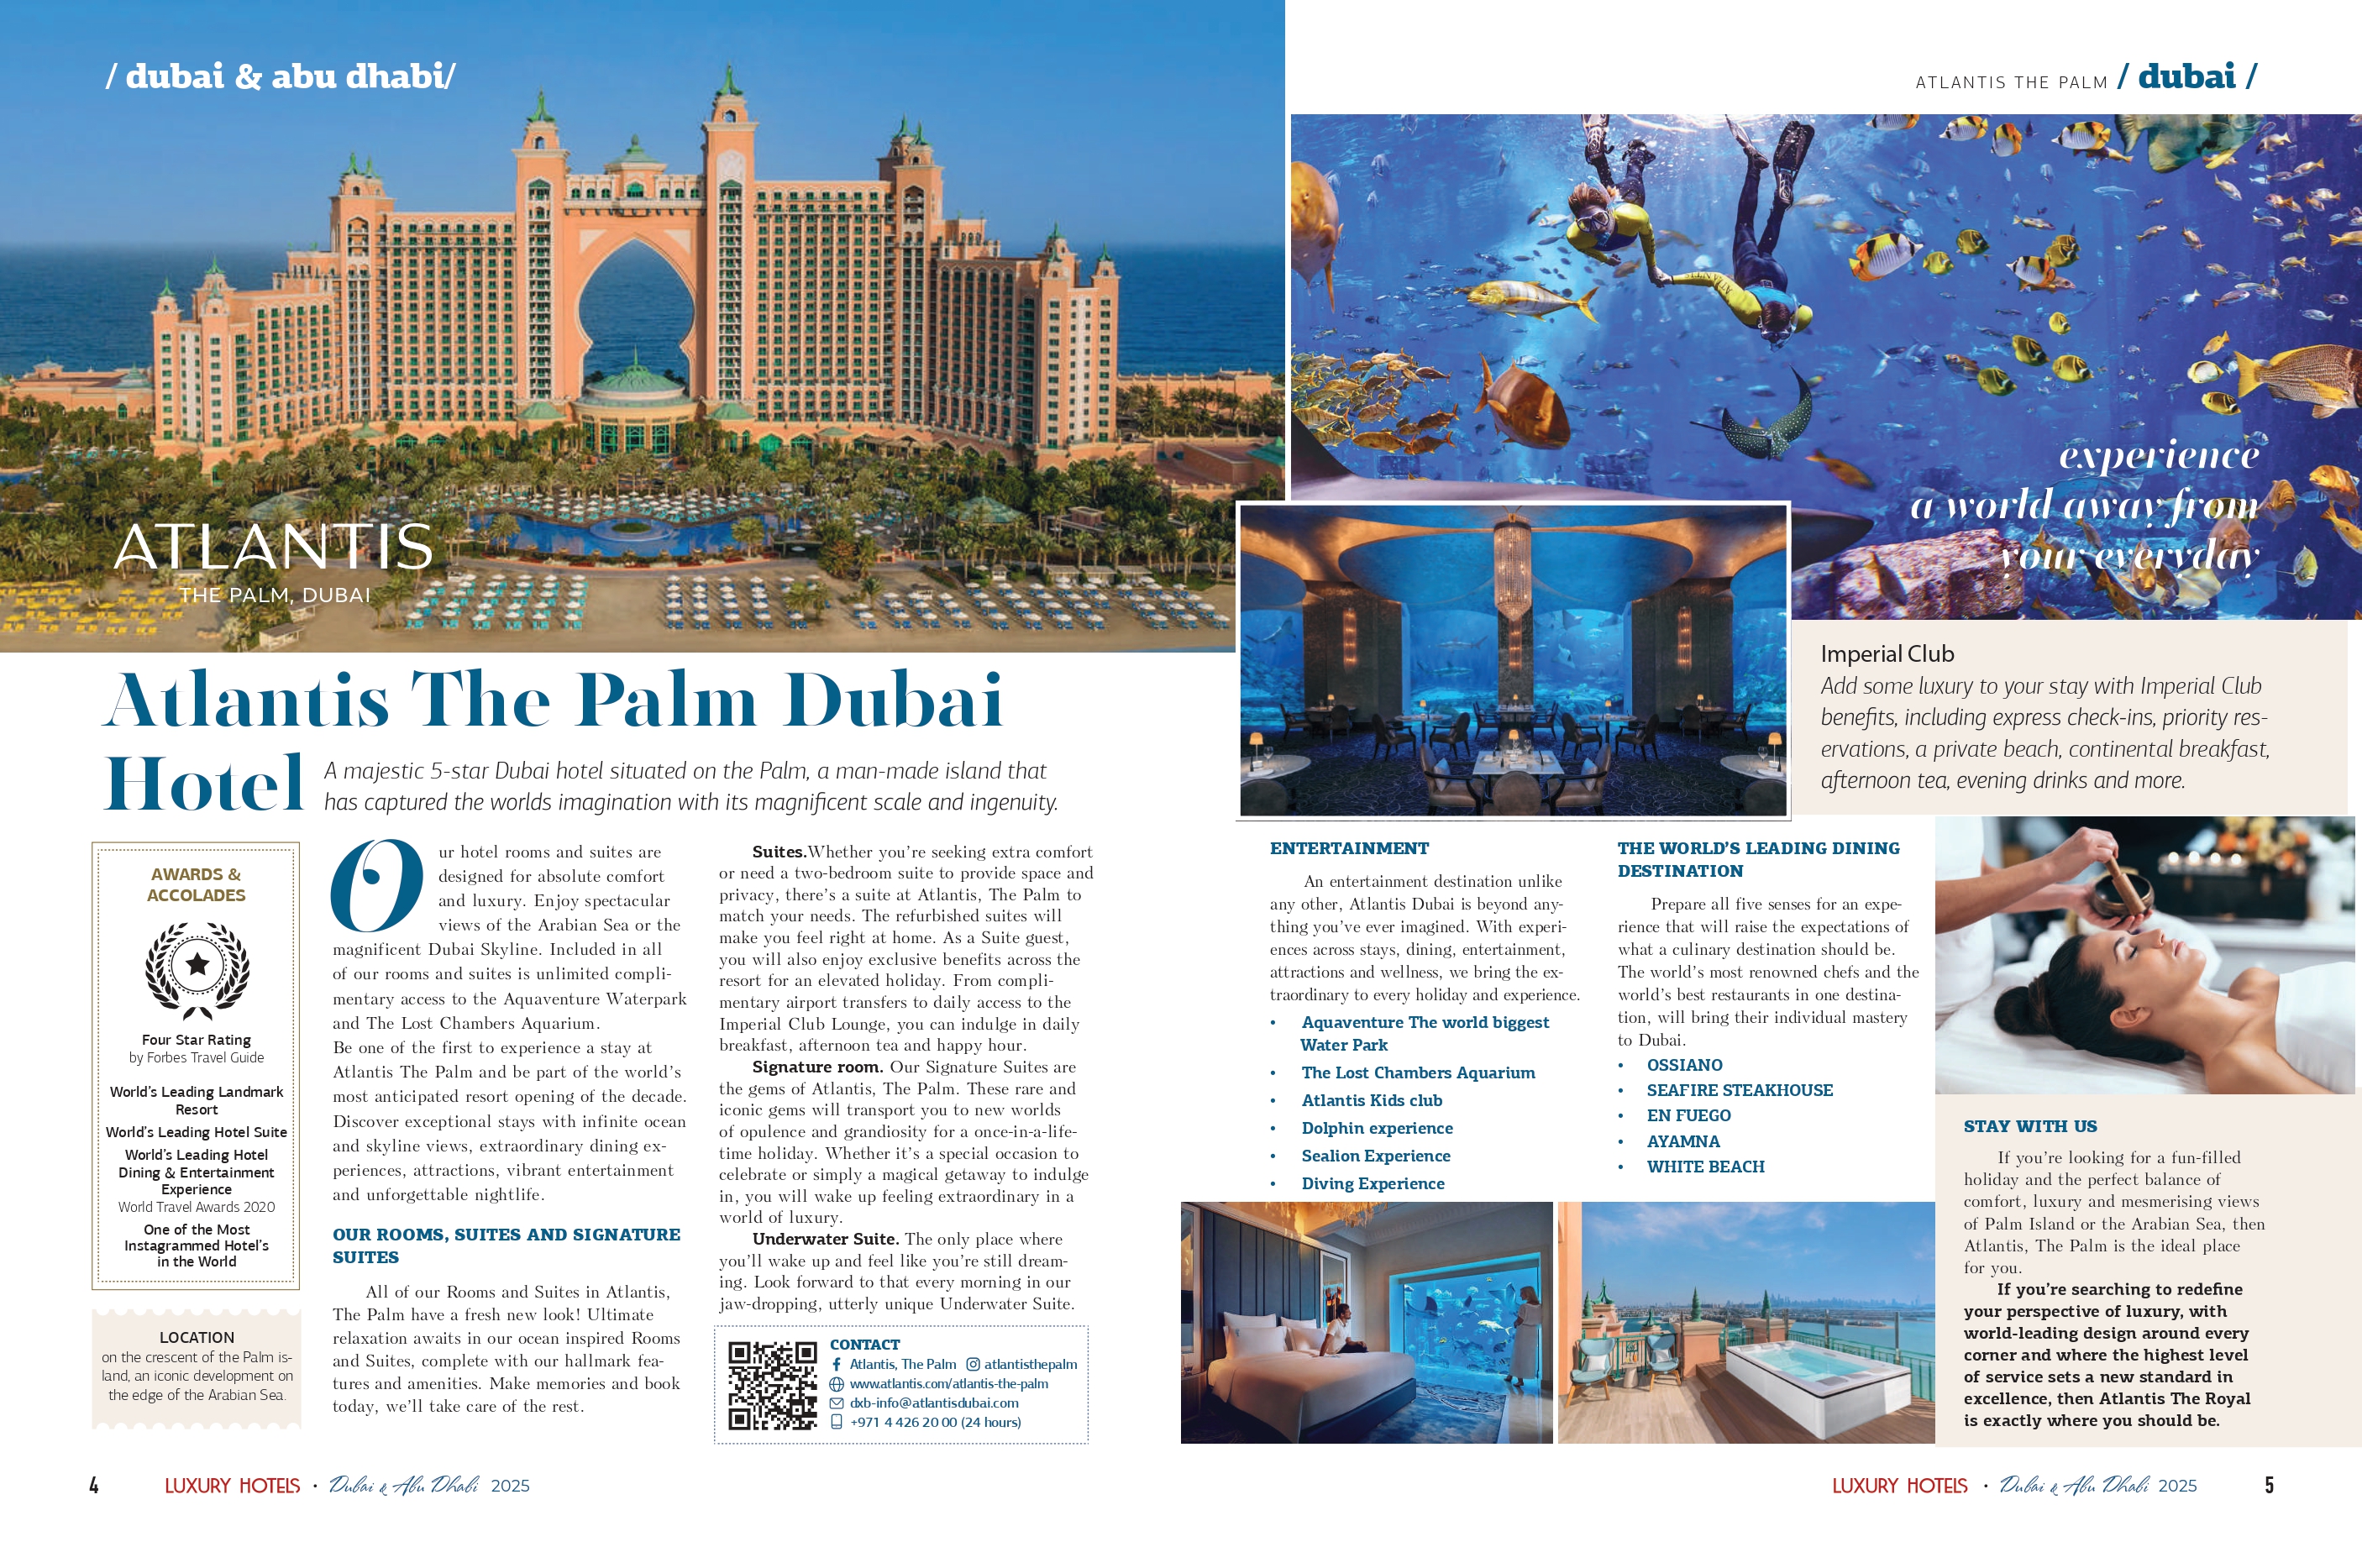 / dubai & abu dhabi/
ATLANTIS
THE PALM, DUBAI
Atlantis The Palm Dubai
Hotel
A majestic 5-star Dubai hotel situated on the Palm, a man-made island that
has captured the worlds imagination with its magnificent scale and ingenuity.
AWARDS &
ACCOLADES
Four Star Rating
by Forbes Travel Guide
World's Leading Landmark
Resort
World's Leading Hotel Suite
World's Leading Hotel
Dining & Entertainment
Experience
World Travel Awards 2020
One of the Most
Instagrammed Hotel's
in the World
LOCATION
on the crescent of the Palm is-
land, an iconic development on
the edge of the Arabian Sea.
Our hotel rooms and suites are
designed for absolute comfort
and luxury. Enjoy spectacular
views of the Arabian Sea or the
magnificent Dubai Skyline. Included in all
of our rooms and suites is unlimited compli-
mentary access to the Aquaventure Waterpark
and The Lost Chambers Aquarium.
Be one of the first to experience a stay at
Atlantis The Palm and be part of the world's
most anticipated resort opening of the decade.
Discover exceptional stays with infinite ocean
and skyline views, extraordinary dining ex-
periences, attractions, vibrant entertainment
and unforgettable nightlife.
OUR ROOMS, SUITES AND SIGNATURE
SUITES
All of our Rooms and Suites in Atlantis,
The Palm have a fresh new look! Ultimate
relaxation awaits in our ocean inspired Rooms
and Suites, complete with our hallmark fea-
tures and amenities. Make memories and book
today, we'll take care of the rest.
Suites.Whether you're seeking extra comfort
or need a two-bedroom suite to provide space and
privacy, there's a suite at Atlantis, The Palm to
match your needs. The refurbished suites will
make you feel right at home. As a Suite guest,
you will also enjoy exclusive benefits across the
resort for an elevated holiday. From compli-
mentary airport transfers to daily access to the
Imperial Club Lounge, you can indulge in daily
breakfast, afternoon tea and happy hour.
Signature room. Our Signature Suites are
the gems of Atlantis, The Palm. These rare and
iconic gems will transport you to new worlds
of opulence and grandiosity for a once-in-a-life-
time holiday. Whether it's a special occasion to
celebrate or simply a magical getaway to indulge
in, you will wake up feeling extraordinary in a
world of luxury.
Underwater Suite. The only place where
you'll wake up and feel like you're still dream-
ing. Look forward to that every morning in our
jaw-dropping, utterly unique Underwater Suite.
CONTACT
Atlantis, The Palm atlantisthepalm
www.atlantis.com/atlantis-the-palm
dxb-info@atlantisdubai.com
+971 4 426 20 00 (24 hours)
4 LUXURY HOTELS • Dubai & Abu Dhabi 2025
ATLANTIS THE PALM / dubai /
experience
a world away from
your everyday
Imperial Club
Add some luxury to your stay with Imperial Club
benefits, including express check-ins, priority res-
ervations, a private beach, continental breakfast,
afternoon tea, evening drinks and more.
ENTERTAINMENT
An entertainment destination unlike
any other, Atlantis Dubai is beyond any-
thing you've ever imagined. With experi-
ences across stays, dining, entertainment,
attractions and wellness, we bring the ex-
traordinary to every holiday and experience.
• Aquaventure The world biggest
Water Park
• The Lost Chambers Aquarium
• Atlantis Kids club
• Dolphin experience
• Sealion Experience
• Diving Experience
THE WORLD'S LEADING DINING
DESTINATION
Prepare all five senses for an expe-
rience that will raise the expectations of
what a culinary destination should be.
The world's most renowned chefs and the
world's best restaurants in one destina-
tion, will bring their individual mastery
to Dubai.
• OSSIANO
• SEAFIRE STEAKHOUSE
• EN FUEGO
• AYAMNA
• WHITE BEACH
STAY WITH US
If you're looking for a fun-filled
holiday and the perfect balance of
comfort, luxury and mesmerising views
of Palm Island or the Arabian Sea, then
Atlantis, The Palm is the ideal place
for you.
If you're searching to redefine
your perspective of luxury, with
world-leading design around every
corner and where the highest level
of service sets a new standard in
excellence, then Atlantis The Royal
is exactly where you should be.
LUXURY HOTELS • Dubai & Abu Dhabi 2025 5